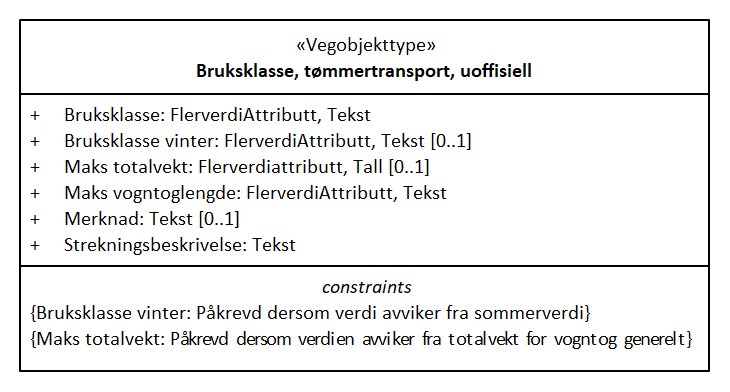 «Vegobjekttype»
Bruksklasse, tømmertransport, uoffisiell
+ Bruksklasse: FlerverdiAttributt, Tekst
+ Bruksklasse vinter: FlerverdiAttributt, Tekst [0..1]
+ Maks totalvekt: Flerverdiattributt, Tall [0..1]
+ Maks vogntoglengde: FlerverdiAttributt, Tekst
+ Merknad: Tekst [0..1]
+ Strekningsbeskrivelse: Tekst
constraints
{Bruksklasse vinter: Påkrevd dersom verdi avviker fra sommerverdi}
{Maks totalvekt: Påkrevd dersom verdien avviker fra totalvekt for vogntog generelt}